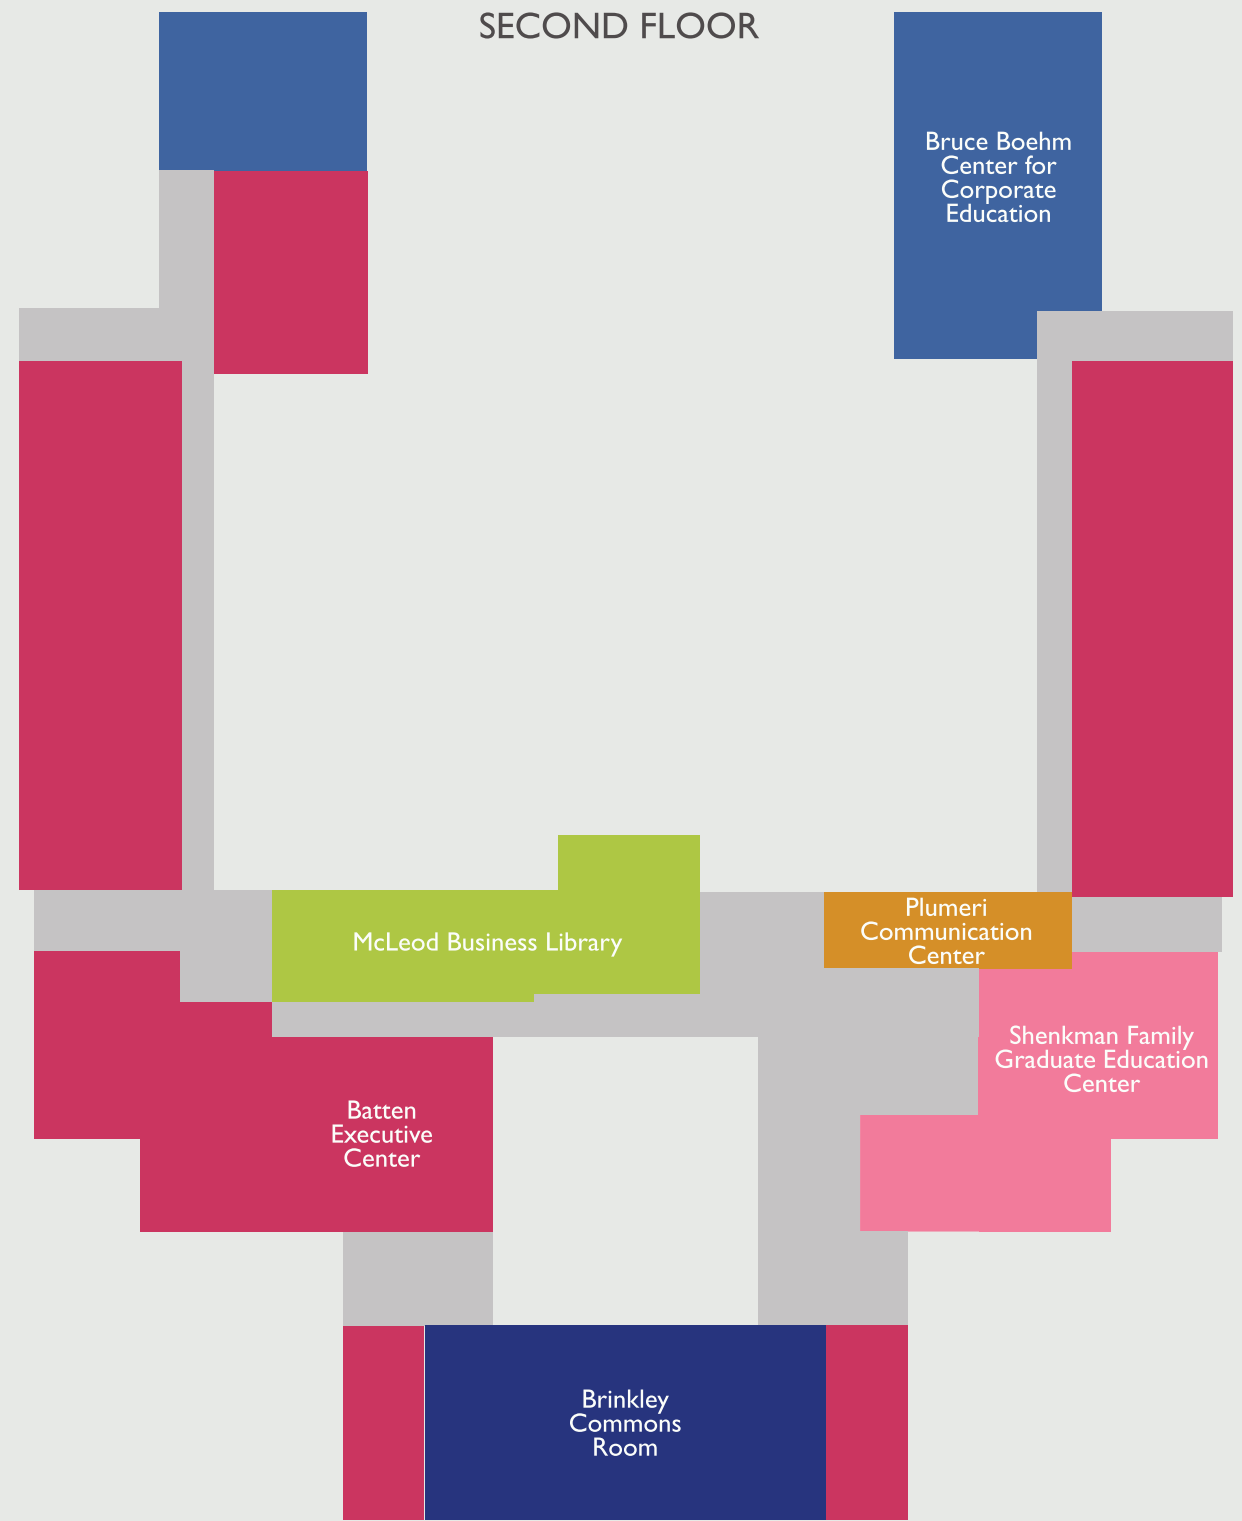 SECOND FLOOR
Bruce Boehm
Center for
Corporate
Education
McLeod Business Library
Plumeri
Communication
Center
Shenkman Family
Graduate Education
Center
Batten
Executive
Center
Brinkley
Commons
Room